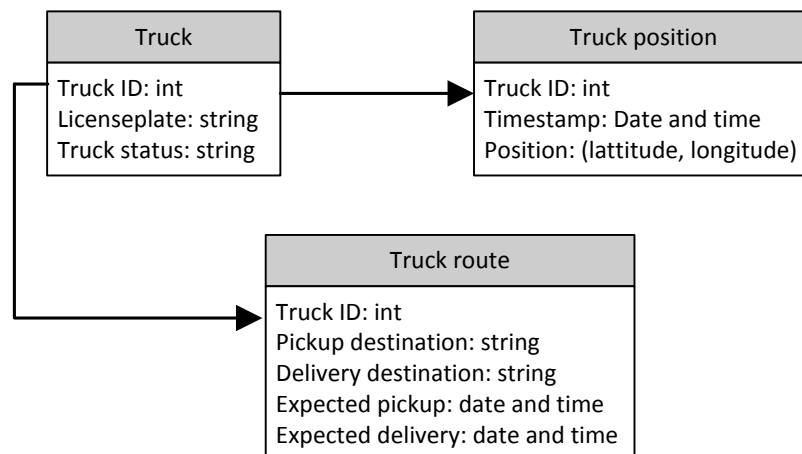 Truck
Truck ID: int
Licenseplate: string
Truck status: string
Truck position
Truck ID: int
Timestamp: Date and time
Position: (lattitude, longitude)
Truck route
Truck ID: int
Pickup destination: string
Delivery destination: string
Expected pickup: date and time
Expected delivery: date and time